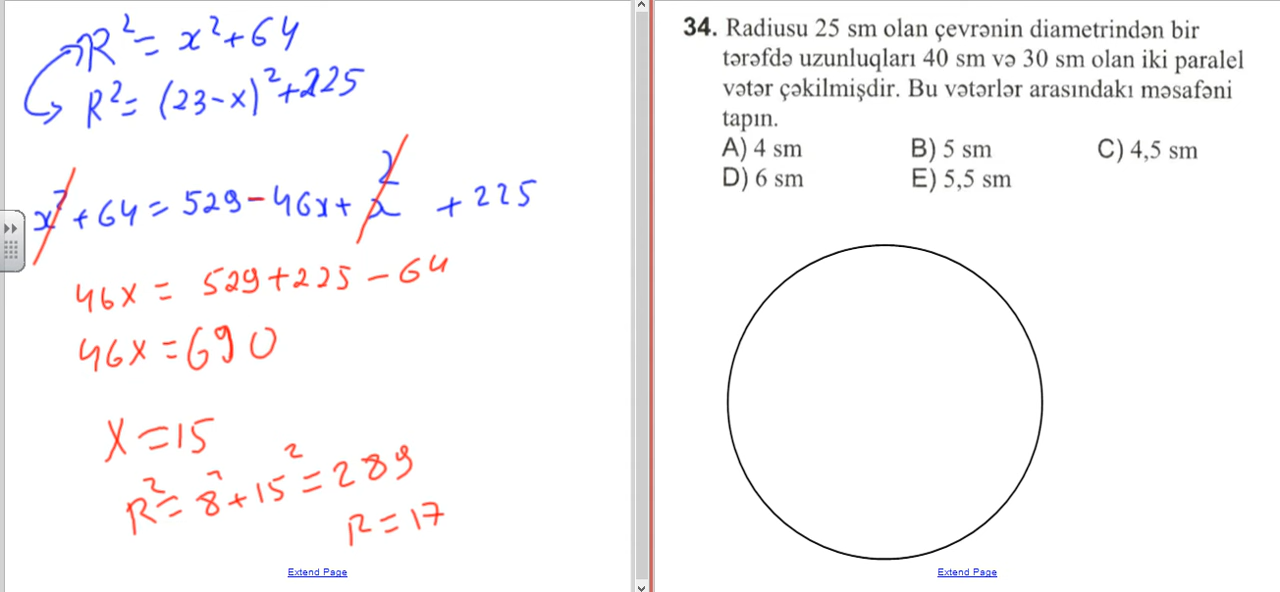 R² = x² + 64
R² = (23 - x)² + 225
x² + 64 = 529 - 46x + x² + 225
46x = 529 + 225 - 64
46x = 690
x = 15
R² = 8² + 15² = 289
R = 17
Extend Page
34. Radiusu 25 sm olan çevrənin diametrindən bir
tərəfdə uzunluqları 40 sm və 30 sm olan iki paralel
vətər çəkilmişdir. Bu vətərlər arasındakı məsafəni
tapın.
A) 4 sm B) 5 sm C) 4,5 sm
D) 6 sm E) 5,5 sm
Extend Page